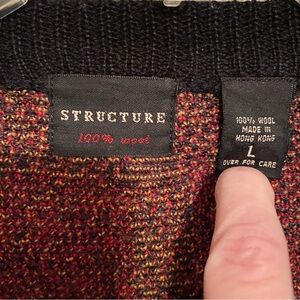 STRUCTURE
100% wool
100% WOOL
MADE IN
HONG KONG
L
OVER FOR CARE